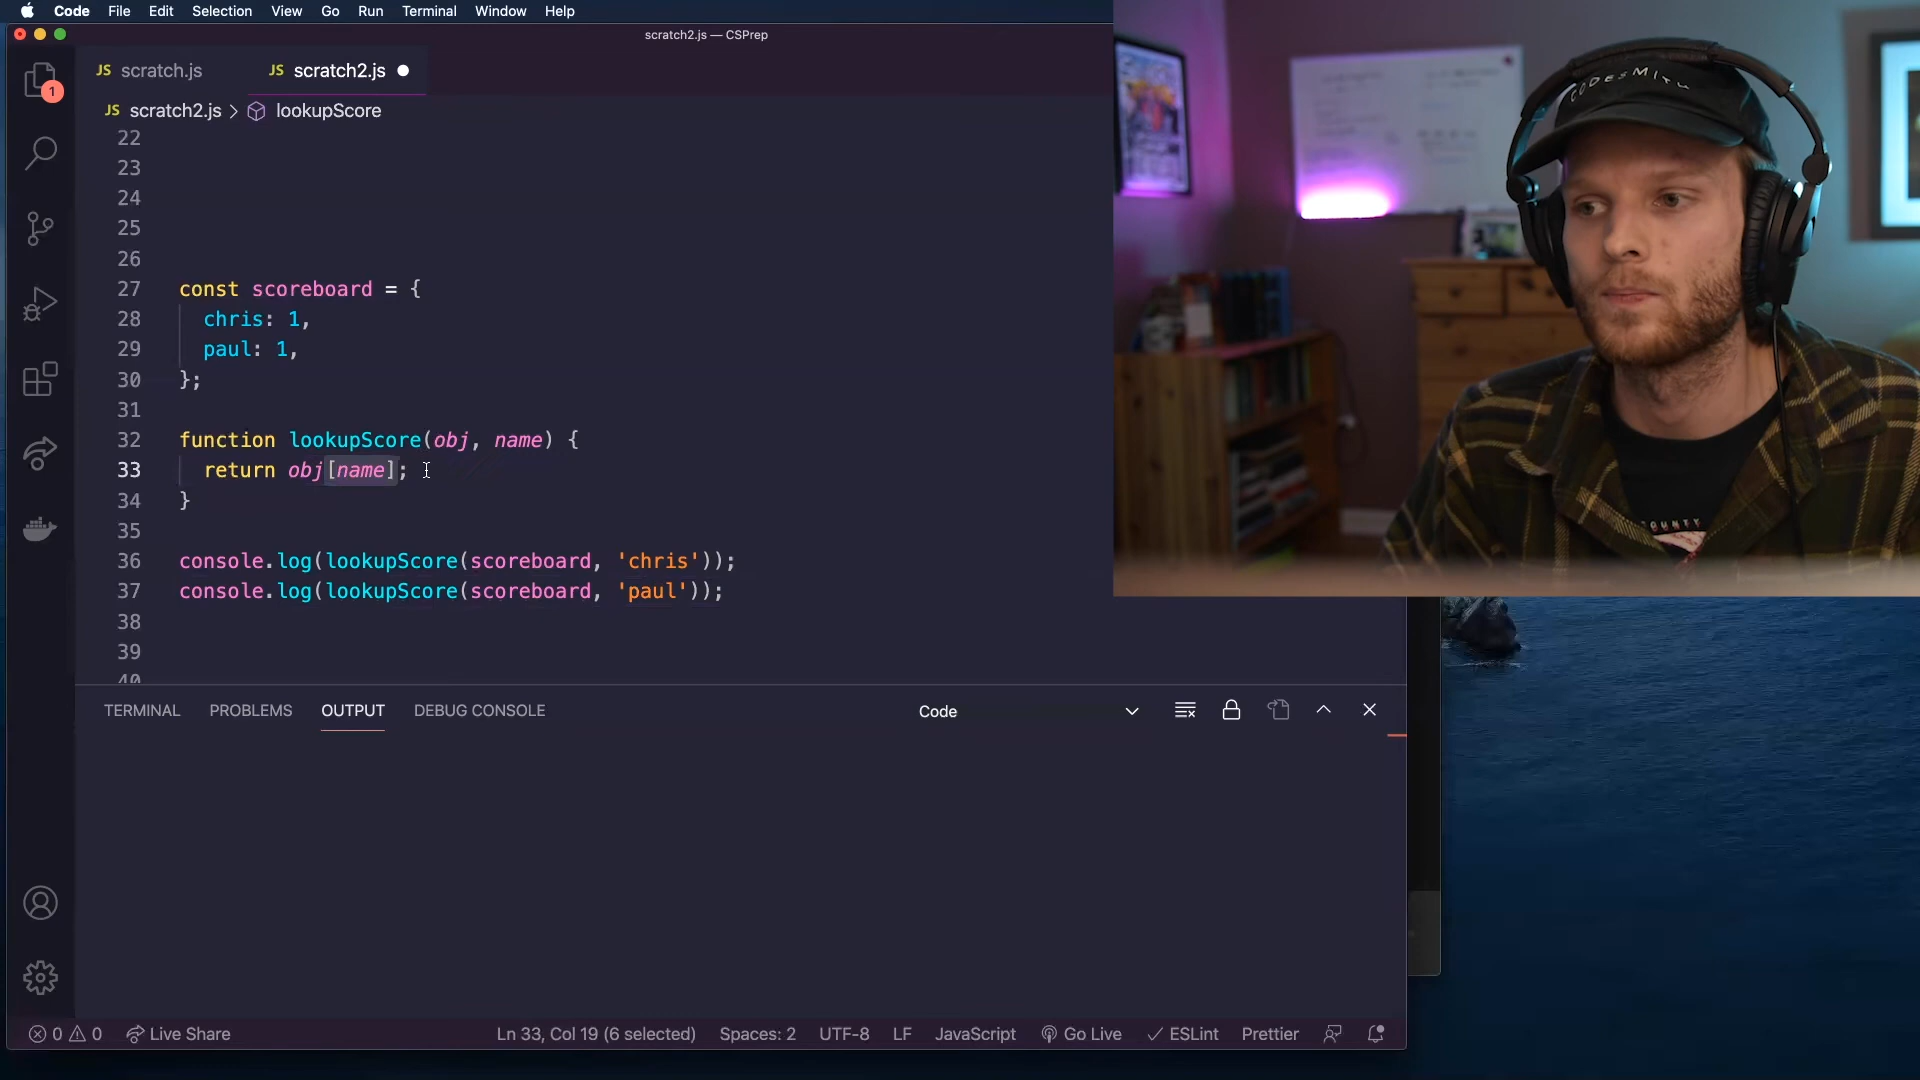 Code File Edit Selection View Go Run Terminal Window Help
scratch2.js — CSPrep
JS scratch.js JS scratch2.js
1
JS scratch2.js > lookupScore
22
23
24
25
26
27 const scoreboard = {
28 chris: 1,
29 paul: 1,
30 };
31
32 function lookupScore(obj, name) {
33 return obj[name];
34 }
35
36 console.log(lookupScore(scoreboard, 'chris'));
37 console.log(lookupScore(scoreboard, 'paul'));
38
39
40
TERMINAL PROBLEMS OUTPUT DEBUG CONSOLE Code
0 0 Live Share Ln 33, Col 19 (6 selected) Spaces: 2 UTF-8 LF JavaScript Go Live ESLint Prettier
CODESMITH
COUNTY